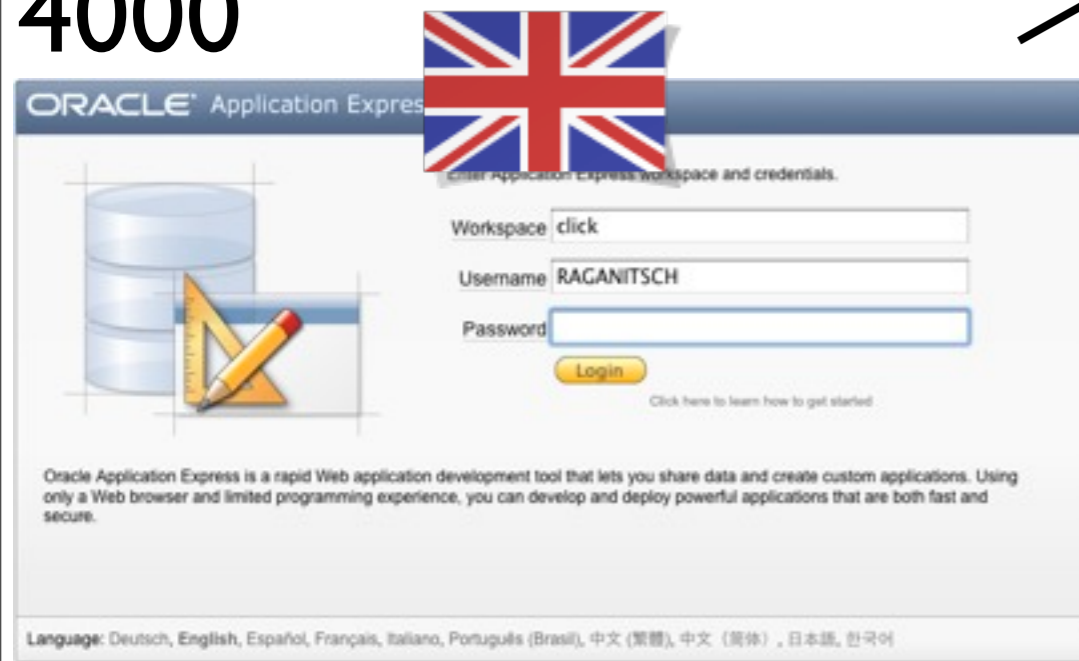 4000
ORACLE Application Expres
Enter Application Express workspace and credentials.
Workspace click
Username RAGANITSCH
Password
Login
Click here to learn how to get started
Oracle Application Express is a rapid Web application development tool that lets you share data and create custom applications. Using
only a Web browser and limited programming experience, you can develop and deploy powerful applications that are both fast and
secure.
Language: Deutsch, English, Español, Français, Italiano, Português (Brasil), 中文 (繁體), 中文（简体）, 日本語, 한국어